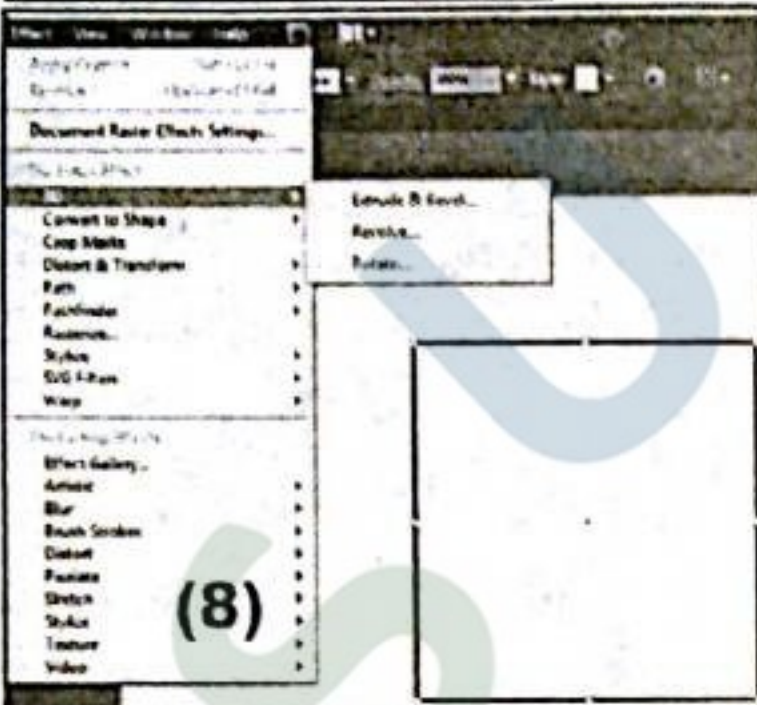 Effect View Window Help
Document Raster Effects Settings...
Convert to Shape
Crop Marks
Distort & Transform
Path
Pathfinder
Rasterize...
Stylize
SVG Filters
Warp
Effect Gallery...
Artistic
Blur
Brush Strokes
Distort
Pixelate
Sketch
Stylize
Texture
Video
Extrude & Bevel...
Revolve...
Rotate...
(8)